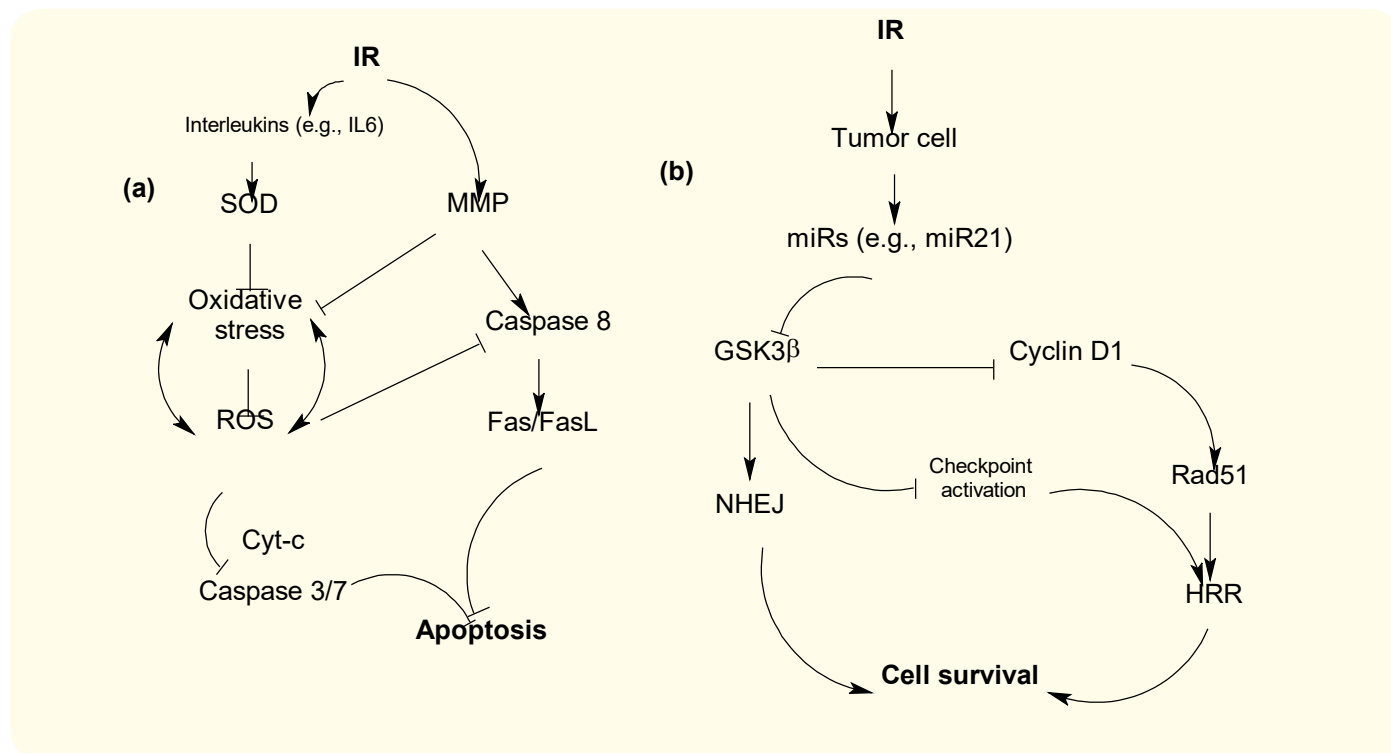 IR
Interleukins (e.g., IL6)
(a)
SOD
MMP
Oxidative
stress
Caspase 8
ROS
Fas/FasL
Cyt-c
Caspase 3/7
Apoptosis
IR
Tumor cell
(b)
miRs (e.g., miR21)
GSK3β
Cyclin D1
Checkpoint
activation
Rad51
NHEJ
HRR
Cell survival